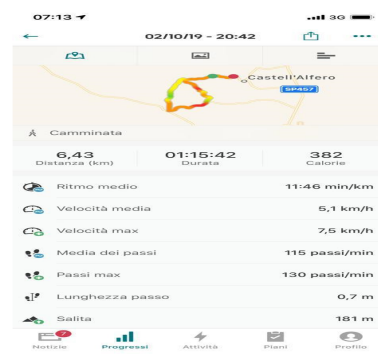 07:13
3G
02/10/19 - 20:42
Castell'Alfero
SP457
Camminata
6,43 01:15:42 382
Distanza (km) Durata Calorie
Ritmo medio 11:46 min/km
Velocità media 5,1 km/h
Velocità max 7,5 km/h
Media dei passi 115 passi/min
Passi max 130 passi/min
Lunghezza passo 0,7 m
Salita 181 m
7
Notizie Progressi Attività Piani Profilo